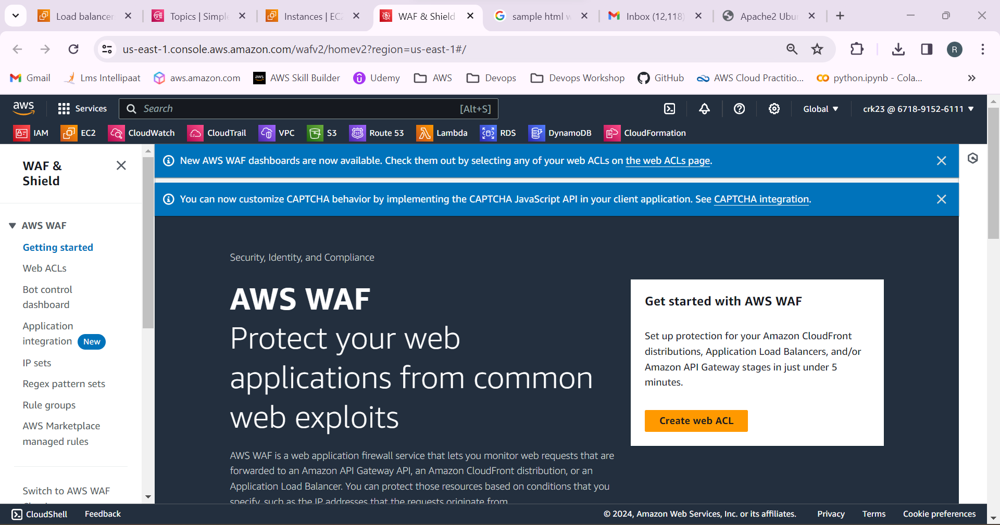 Load balancer
Topics | Simple
Instances | EC2
WAF & Shield
sample html w
Inbox (12,118)
Apache2 Ubu
us-east-1.console.aws.amazon.com/wafv2/homev2?region=us-east-1#/
R
Gmail
Lms Intellipaat
aws.amazon.com
aws
AWS Skill Builder
Udemy
AWS
Devops
Devops Workshop
GitHub
AWS Cloud Practitio...
python.ipynb - Cola...
aws
Services
Search
[Alt+S]
Global
crk23 @ 6718-9152-6111
IAM
EC2
CloudWatch
CloudTrail
VPC
S3
Route 53
Lambda
RDS
DynamoDB
CloudFormation
WAF &
Shield
AWS WAF
Getting started
Web ACLs
Bot control
dashboard
Application
integration New
IP sets
Regex pattern sets
Rule groups
AWS Marketplace
managed rules
Switch to AWS WAF
New AWS WAF dashboards are now available. Check them out by selecting any of your web ACLs on the web ACLs page.
You can now customize CAPTCHA behavior by implementing the CAPTCHA JavaScript API in your client application. See CAPTCHA integration.
Security, Identity, and Compliance
AWS WAF
Protect your web
applications from common
web exploits
AWS WAF is a web application firewall service that lets you monitor web requests that are
forwarded to an Amazon API Gateway API, an Amazon CloudFront distribution, or an
Application Load Balancer. You can protect those resources based on conditions that you
specify, such as the IP addresses that the requests originate from.
Get started with AWS WAF
Set up protection for your Amazon CloudFront
distributions, Application Load Balancers, and/or
Amazon API Gateway stages in just under 5
minutes.
Create web ACL
CloudShell
Feedback
© 2024, Amazon Web Services, Inc. or its affiliates.
Privacy
Terms
Cookie preferences